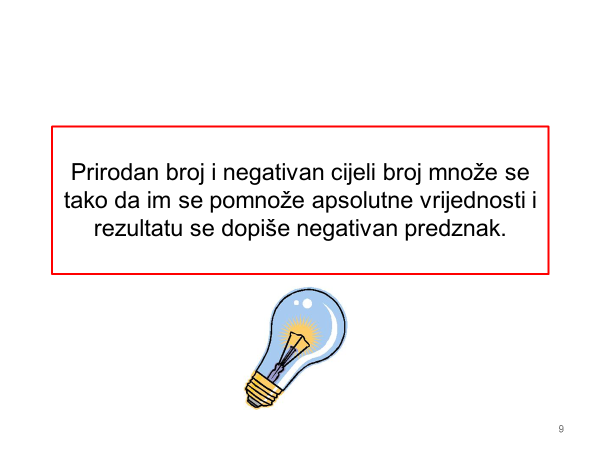 Prirodan broj i negativan cijeli broj množe se
tako da im se pomnože apsolutne vrijednosti i
rezultatu se dopiše negativan predznak.
9